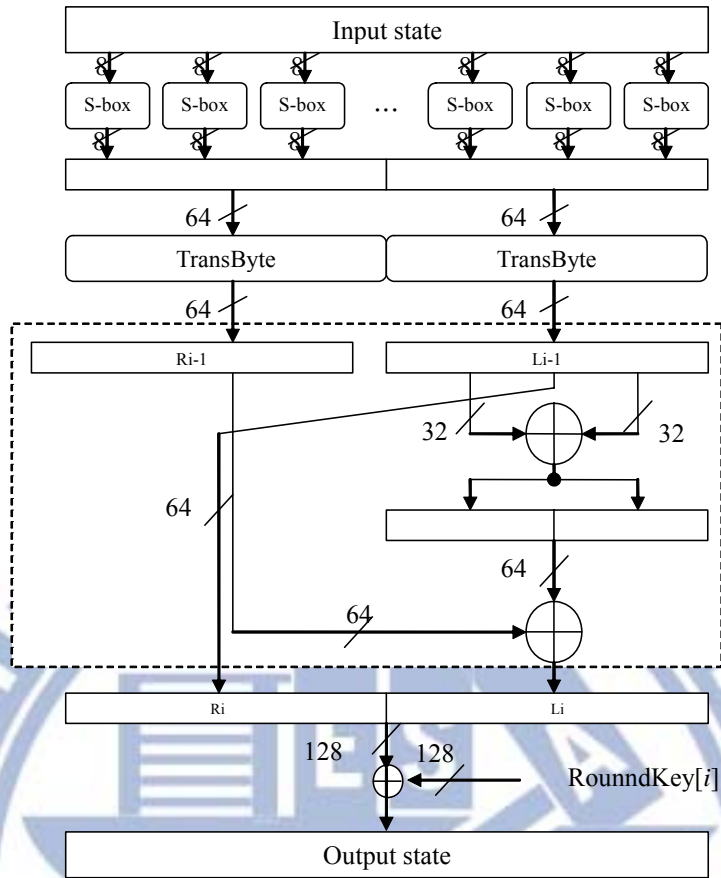 Input state
8 8 8 8 8 8
S-box S-box S-box ... S-box S-box S-box
8 8 8 8 8 8
64 64
TransByte TransByte
64 64
Ri-1 Li-1
32 32
64
64
64
Ri Li
128 128
RounndKey[i]
Output state
ES A